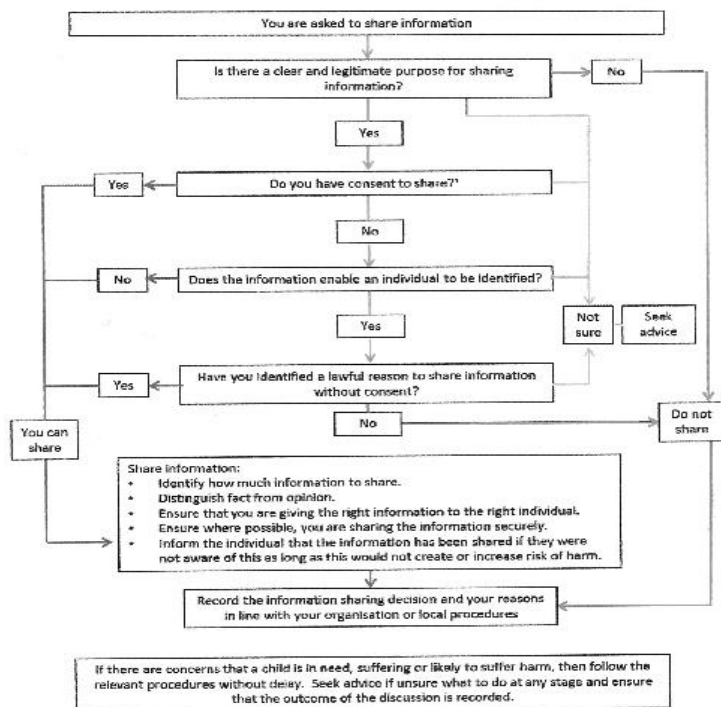 You are asked to share information
Is there a clear and legitimate purpose for sharing
information?
No
Yes
Yes
Do you have consent to share?'
No
No
Does the information enable an individual to be identified?
Yes
Not
sure
Seek
advice
Yes
Have you identified a lawful reason to share information
without consent?
You can
share
No
Do not
share
Share information:
• Identify how much information to share.
• Distinguish fact from opinion.
• Ensure that you are giving the right information to the right individual.
• Ensure where possible, you are sharing the information securely.
• Inform the individual that the information has been shared if they were
not aware of this as long as this would not create or increase risk of harm.
Record the information sharing decision and your reasons
in line with your organisation or local procedures
If there are concerns that a child is in need, suffering or likely to suffer harm, then follow the
relevant procedures without delay. Seek advice if unsure what to do at any stage and ensure
that the outcome of the discussion is recorded.